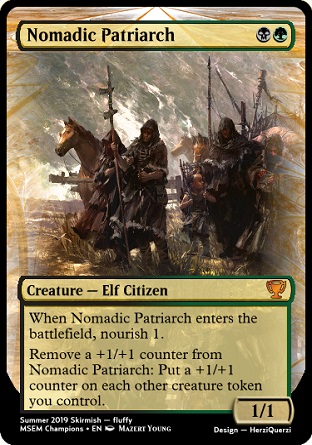 Nomadic Patriarch
Creature — Elf Citizen
When Nomadic Patriarch enters the
battlefield, nourish 1.
Remove a +1/+1 counter from
Nomadic Patriarch: Put a +1/+1
counter on each other creature token
you control.
1/1
Summer 2019 Skirmish — fluffy
MSEM Champions • EN Mazert Young
Design — HerziQuerzi